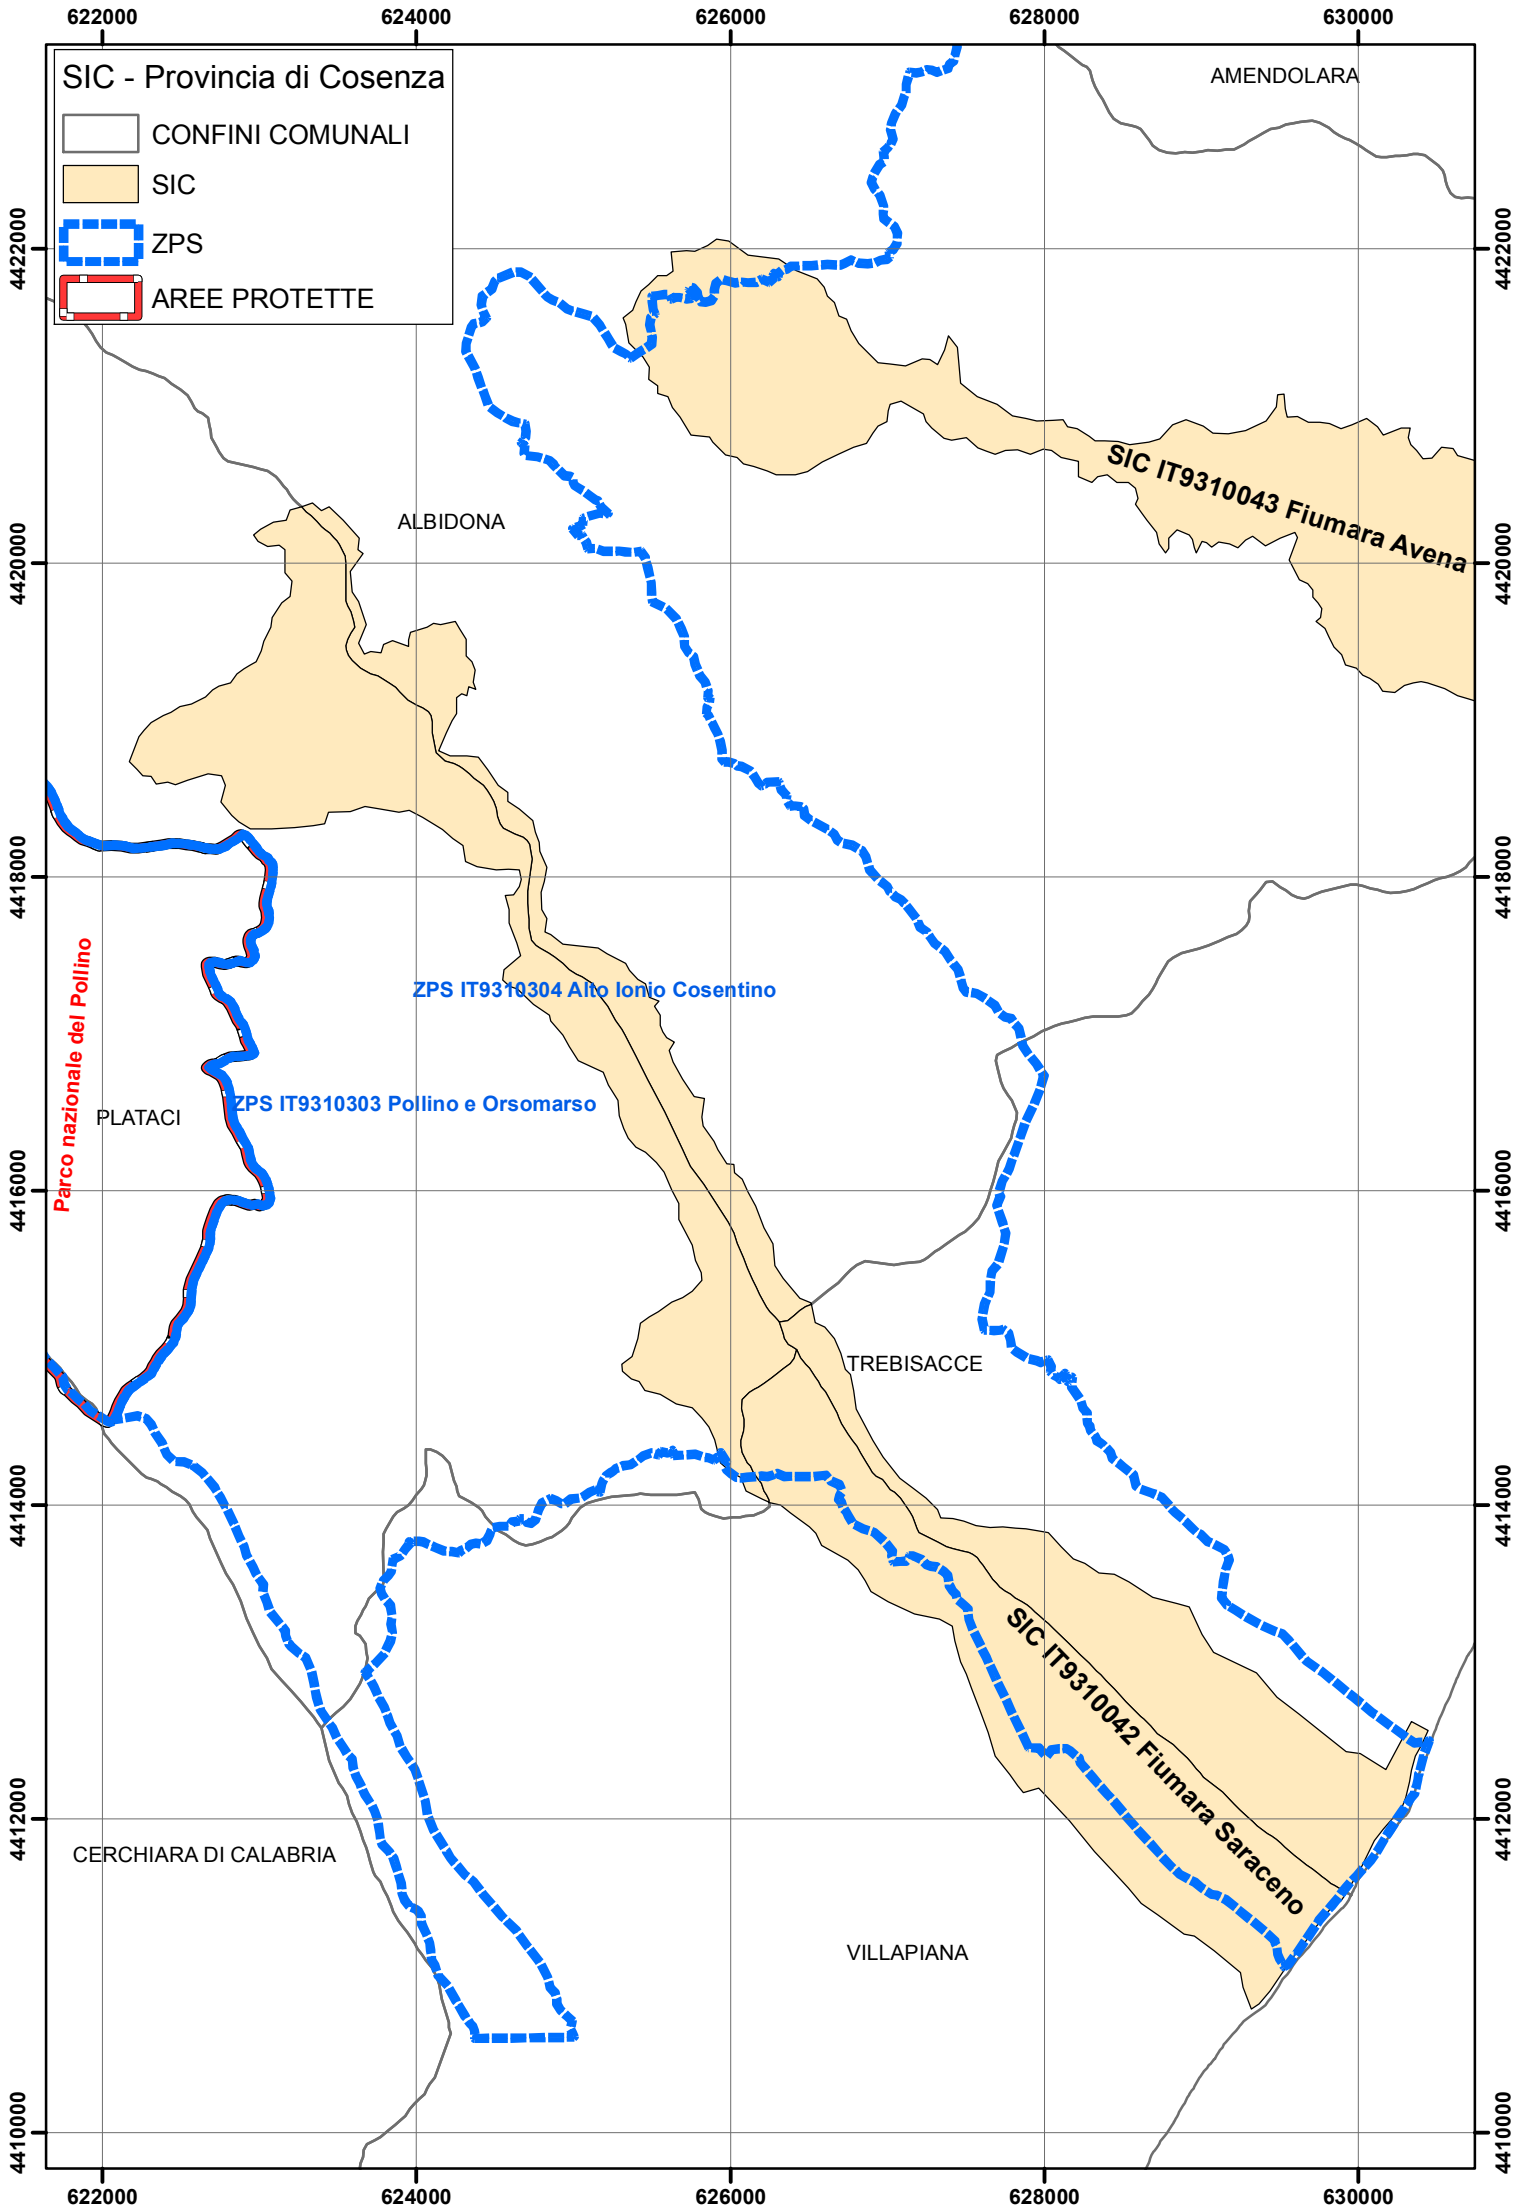 622000
624000
626000
628000
630000
SIC - Provincia di Cosenza
CONFINI COMUNALI
SIC
ZPS
AREE PROTETTE
AMENDOLARA
4422000
4422000
SIC IT9310043 Fiumara Avena
ALBIDONA
4420000
4420000
4418000
4418000
Parco nazionale del Pollino
ZPS IT9310304 Alto Ionio Cosentino
ZPS IT9310303 Pollino e Orsomarso
PLATACI
4416000
4416000
TREBISACCE
4414000
4414000
SIC IT9310042 Fiumara Saraceno
4412000
4412000
CERCHIARA DI CALABRIA
VILLAPIANA
4410000
4410000
622000
624000
626000
628000
630000